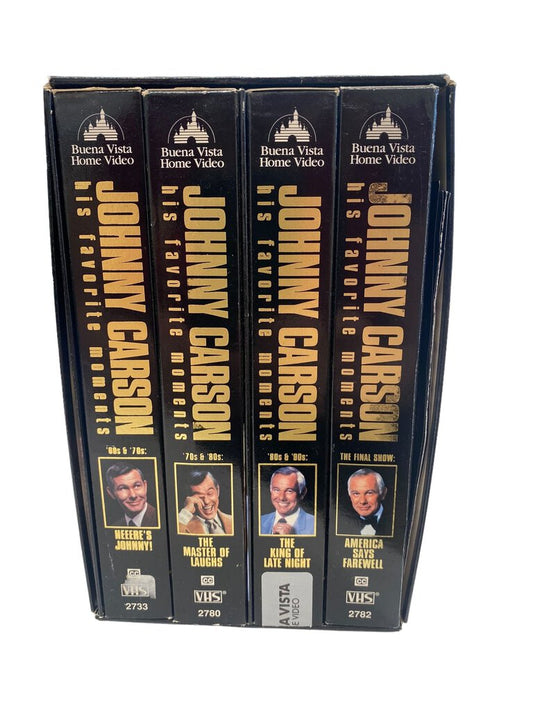 Buena Vista
Home Video
JOHNNY CARSON
his favorite moments
'60s & '70s:
HEEERE'S
JOHNNY!
CC
VHS
2733
Buena Vista
Home Video
JOHNNY CARSON
his favorite moments
'70s & '80s:
THE
MASTER OF
LAUGHS
CC
VHS®
2780
Buena Vista
Home Video
JOHNNY CARSON
his favorite moments
'80s & '90s:
THE
KING OF
LATE NIGHT
A VISTA
E VIDEO
Buena Vista
Home Video
JOHNNY CARSON
his favorite moments
THE FINAL SHOW:
AMERICA
SAYS
FAREWELL
CC
VHS®
2782